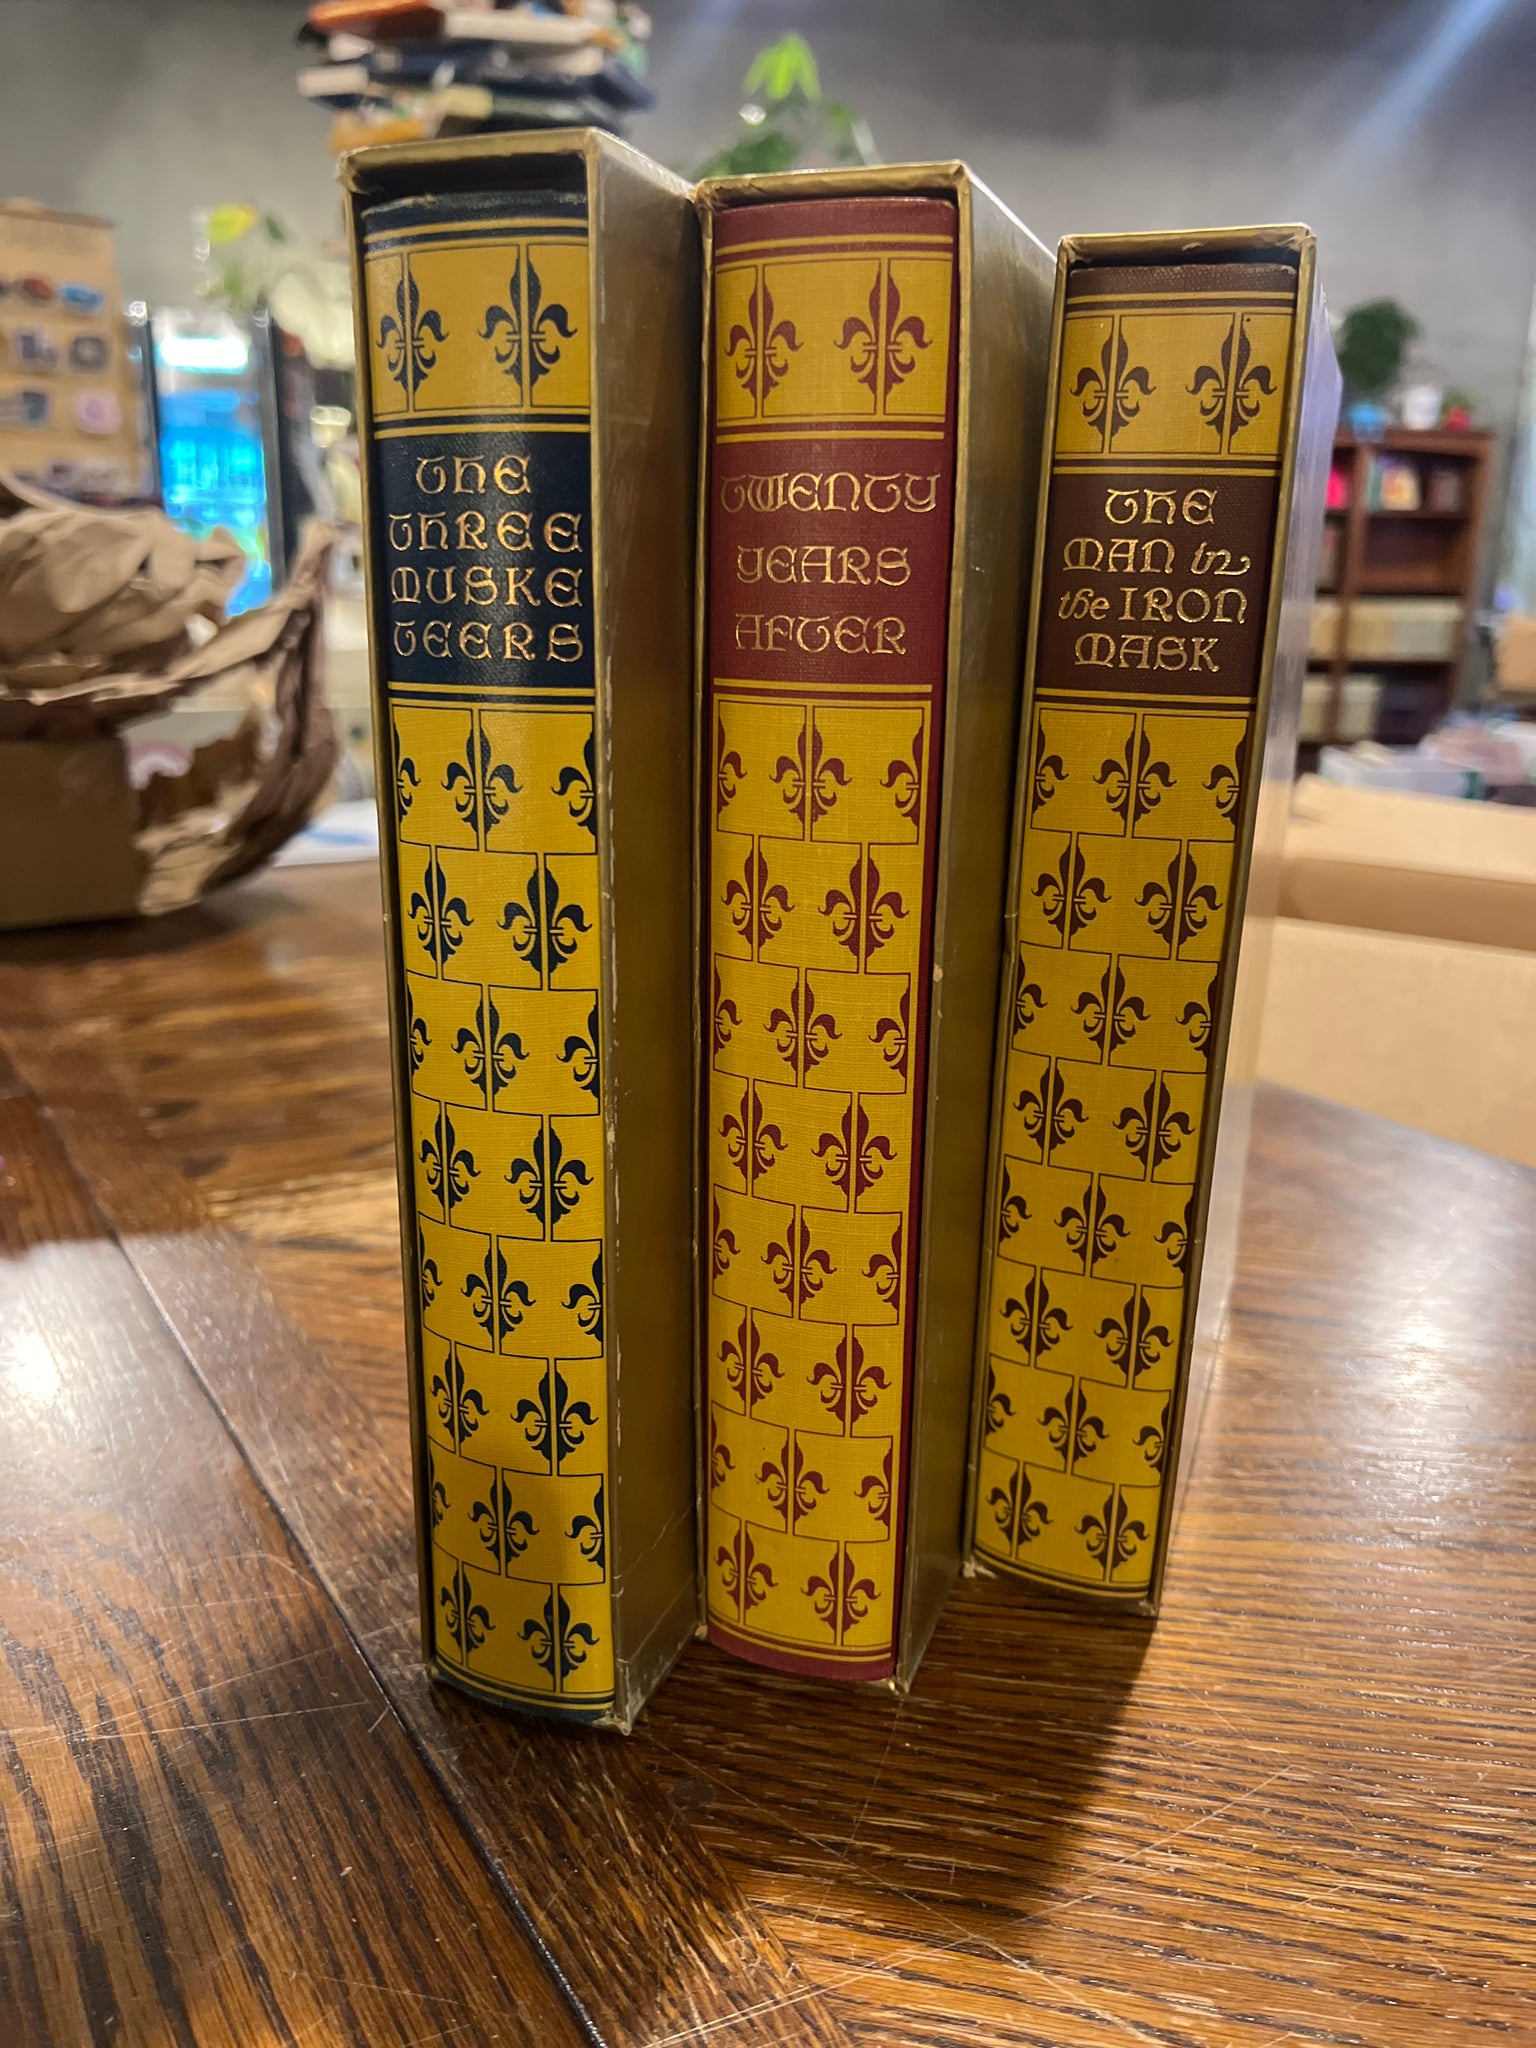 THE
THREE
MUSKE
TEERS
TWENTY
YEARS
AFTER
THE
MAN in
the IRON
MASK